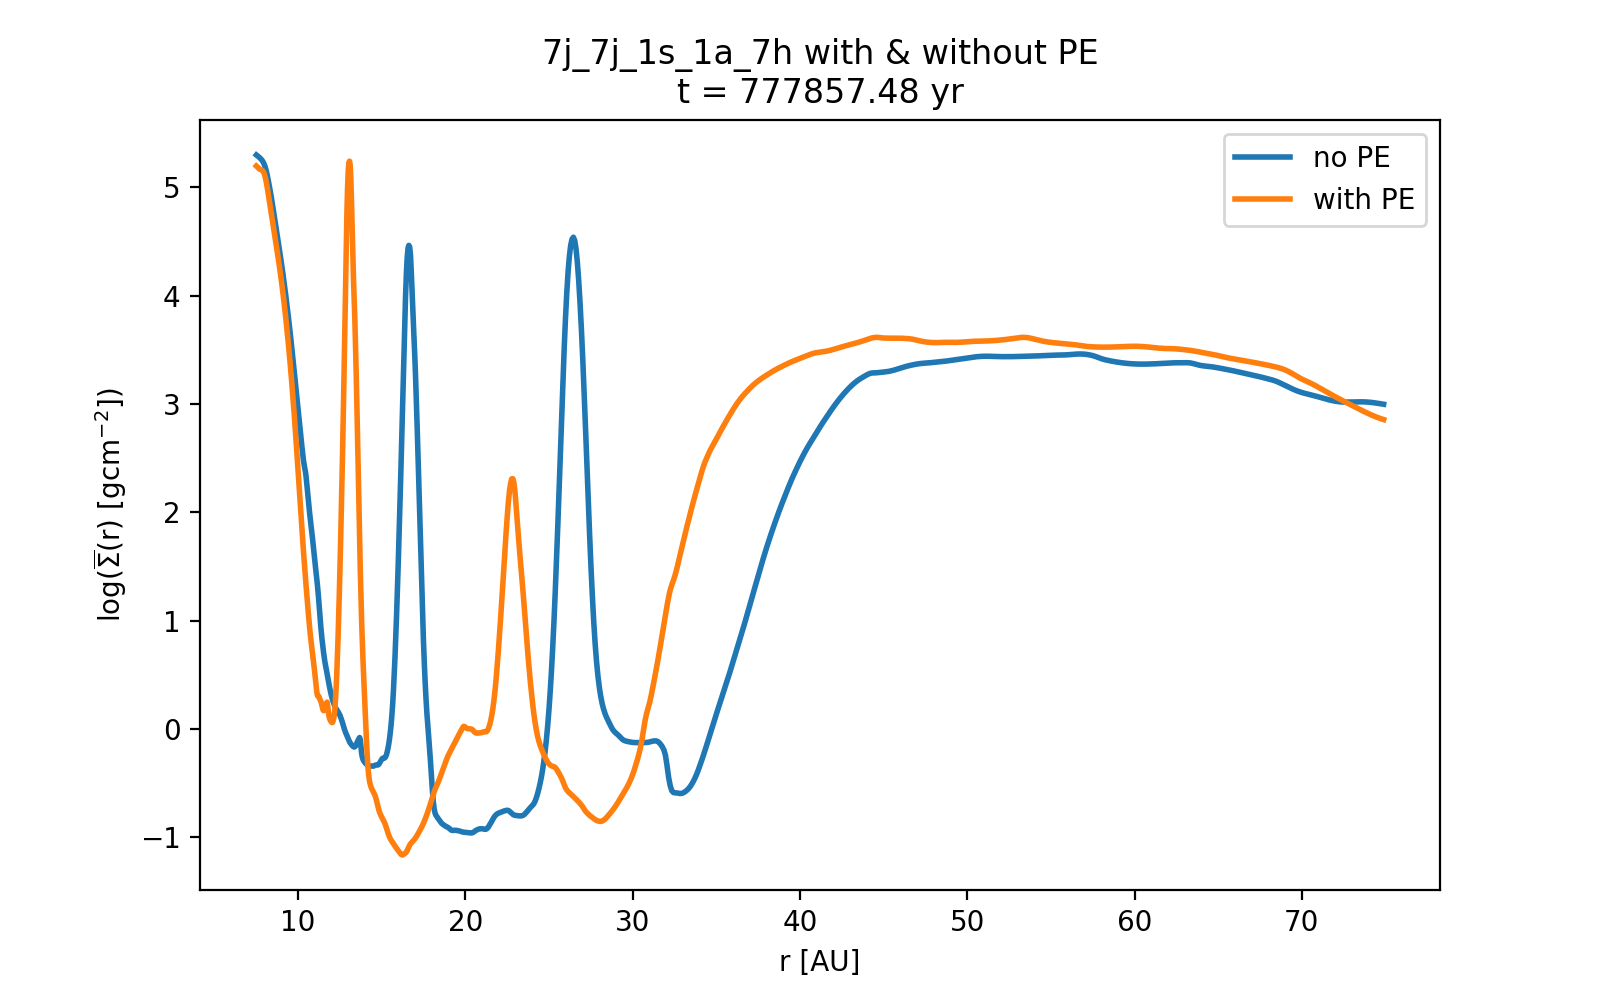 7j_7j_1s_1a_7h with & without PE
t = 777857.48 yr
no PE
with PE
log(Σ̅(r) [gcm⁻²])
5
4
3
2
1
0
−1
10 20 30 40 50 60 70
r [AU]